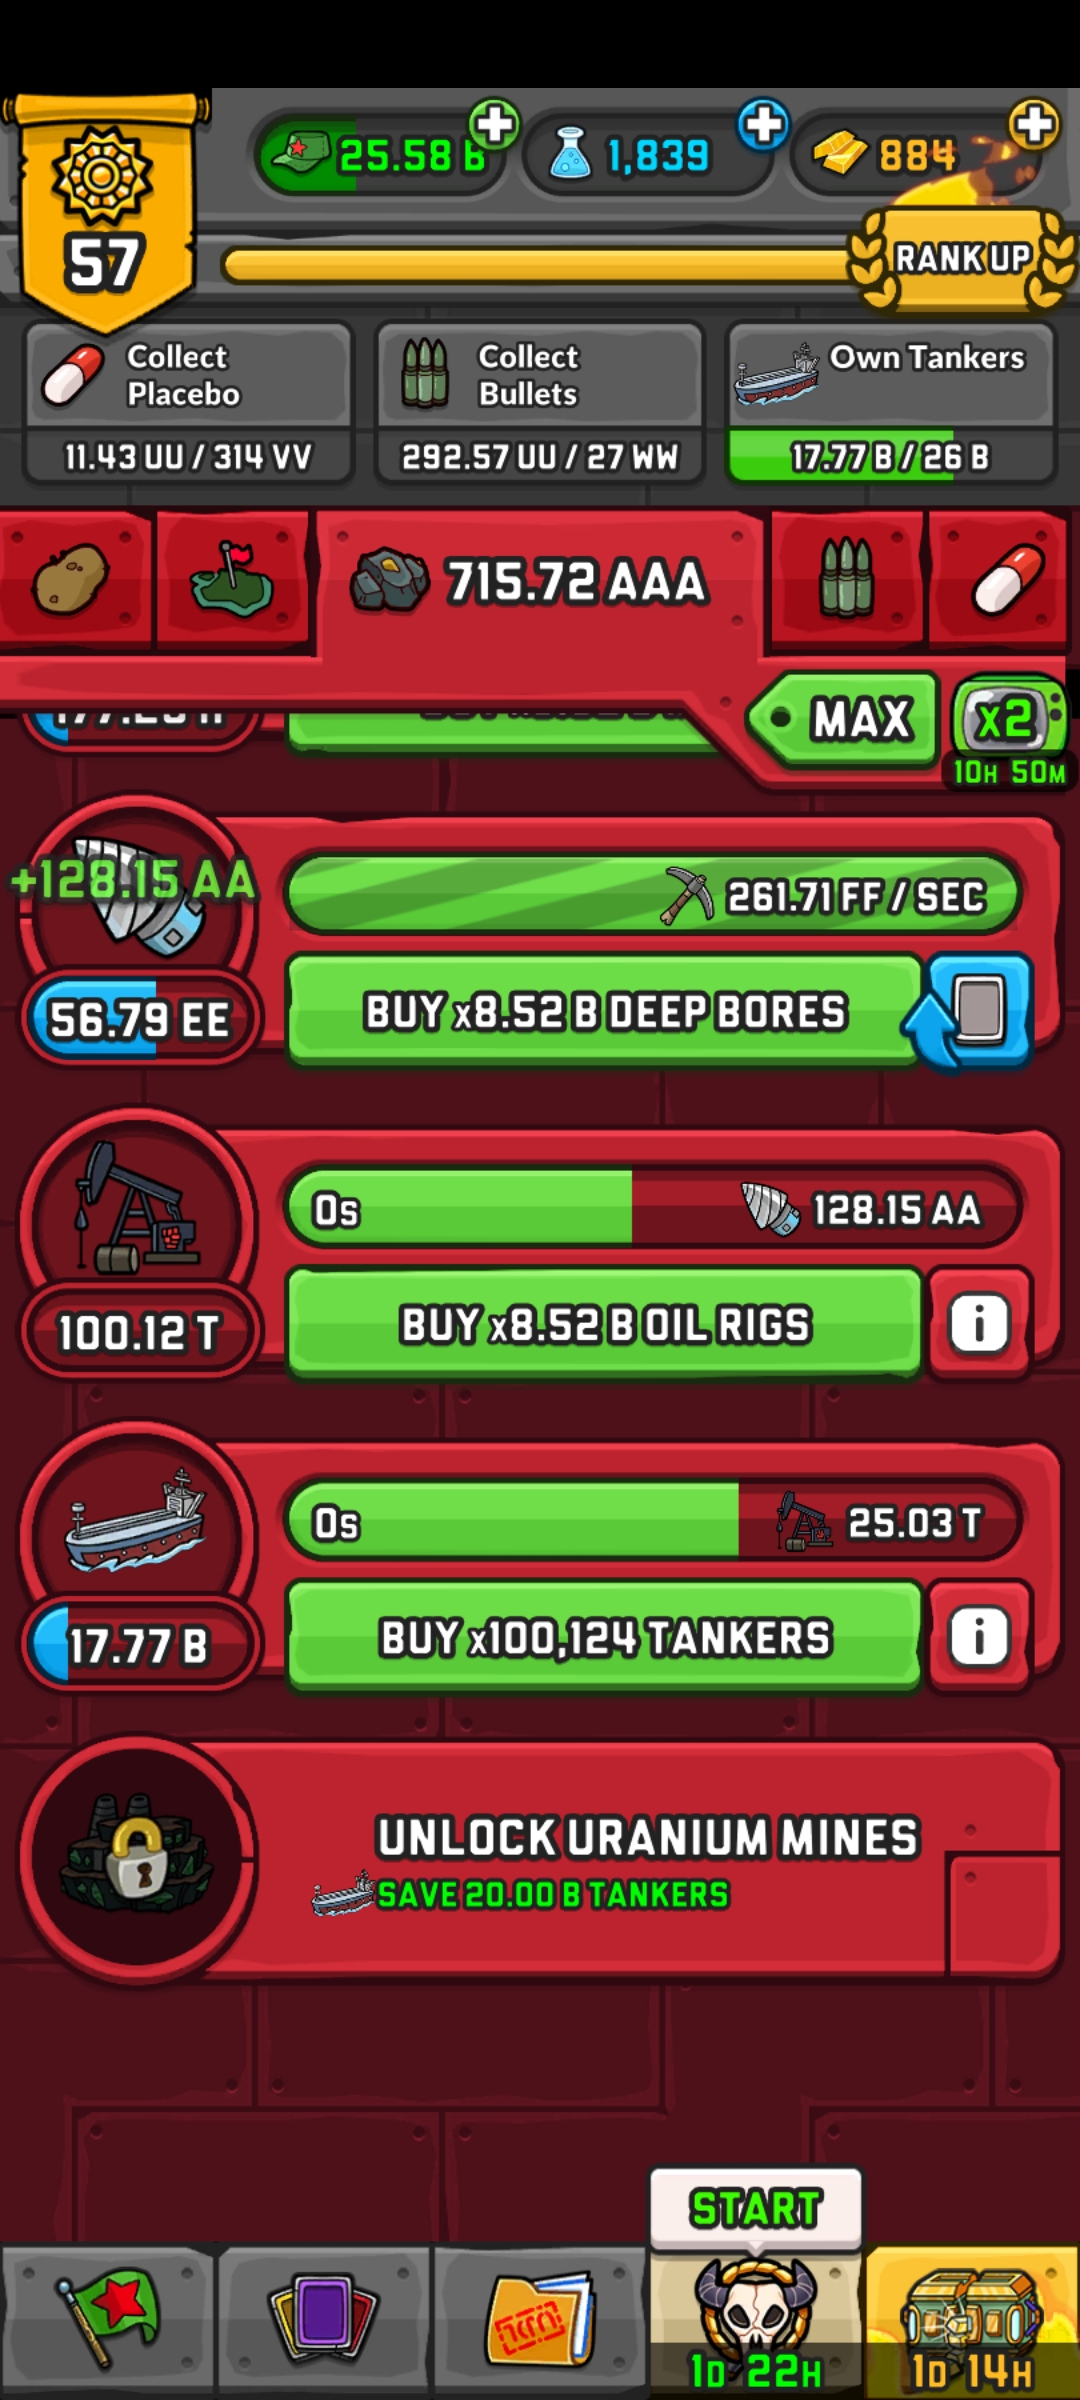 25.58 B
1,839
884
57
RANK UP
Collect
Placebo
11.43 UU / 314 VV
Collect
Bullets
292.57 UU / 27 WW
Own Tankers
17.77 B / 26 B
715.72 AAA
MAX
x2
10H 50M
+128.15 AA
261.71 FF / SEC
56.79 EE
BUY x8.52 B DEEP BORES
0s
128.15 AA
100.12 T
BUY x8.52 B OIL RIGS
0s
25.03 T
17.77 B
BUY x100,124 TANKERS
UNLOCK URANIUM MINES
SAVE 20.00 B TANKERS
START
1D 22H
1D 14H